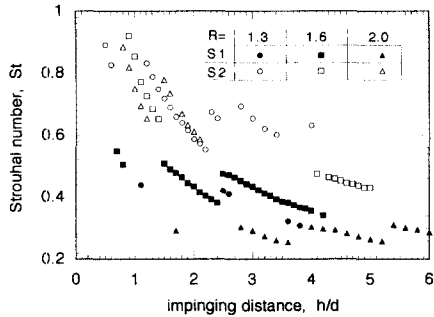 R= 1.3 1.6 2.0
S1
S2
Strouhal number, St
1
0.8
0.6
0.4
0.2
0 1 2 3 4 5 6
impinging distance, h/d